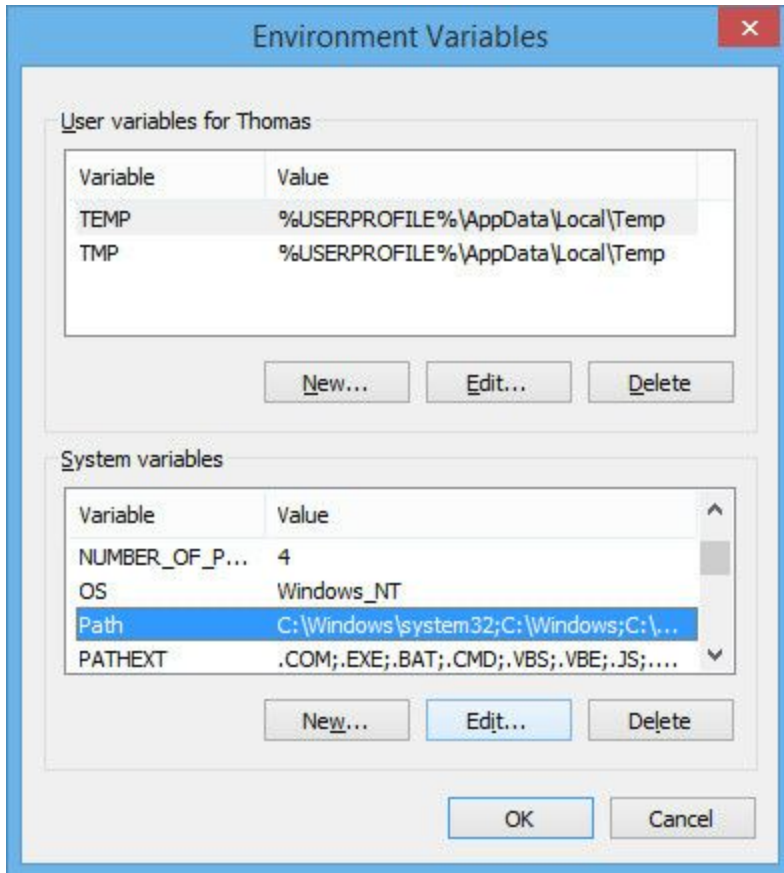 Environment Variables
User variables for Thomas
Variable Value
TEMP %USERPROFILE%\AppData\Local\Temp
TMP %USERPROFILE%\AppData\Local\Temp
New... Edit... Delete
System variables
Variable Value
NUMBER_OF_P... 4
OS Windows_NT
Path C:\Windows\system32;C:\Windows;C:\...
PATHEXT .COM;.EXE;.BAT;.CMD;.VBS;.VBE;.JS;....
New... Edit... Delete
OK Cancel